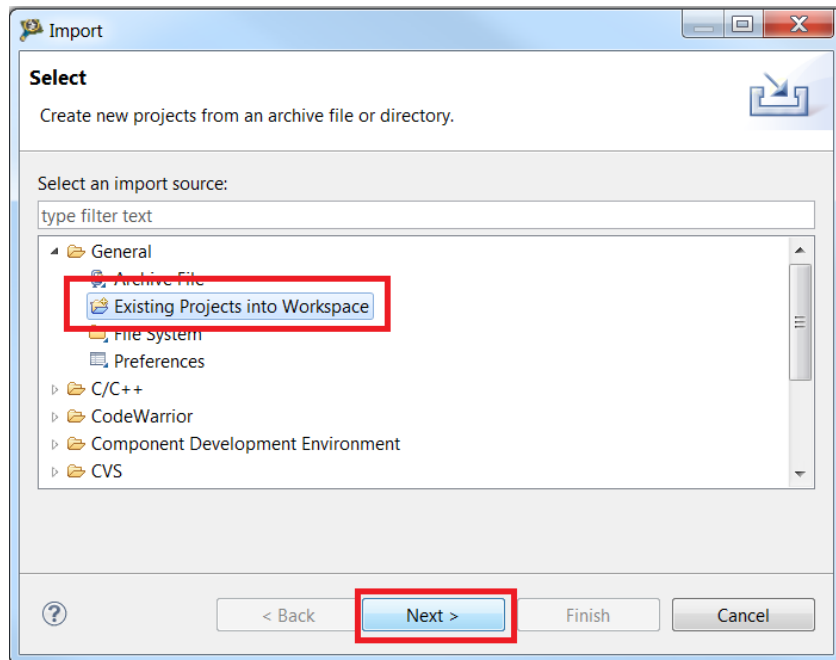 Import
Select
Create new projects from an archive file or directory.
Select an import source:
type filter text
General
Archive File
Existing Projects into Workspace
File System
Preferences
C/C++
CodeWarrior
Component Development Environment
CVS
? < Back Next > Finish Cancel